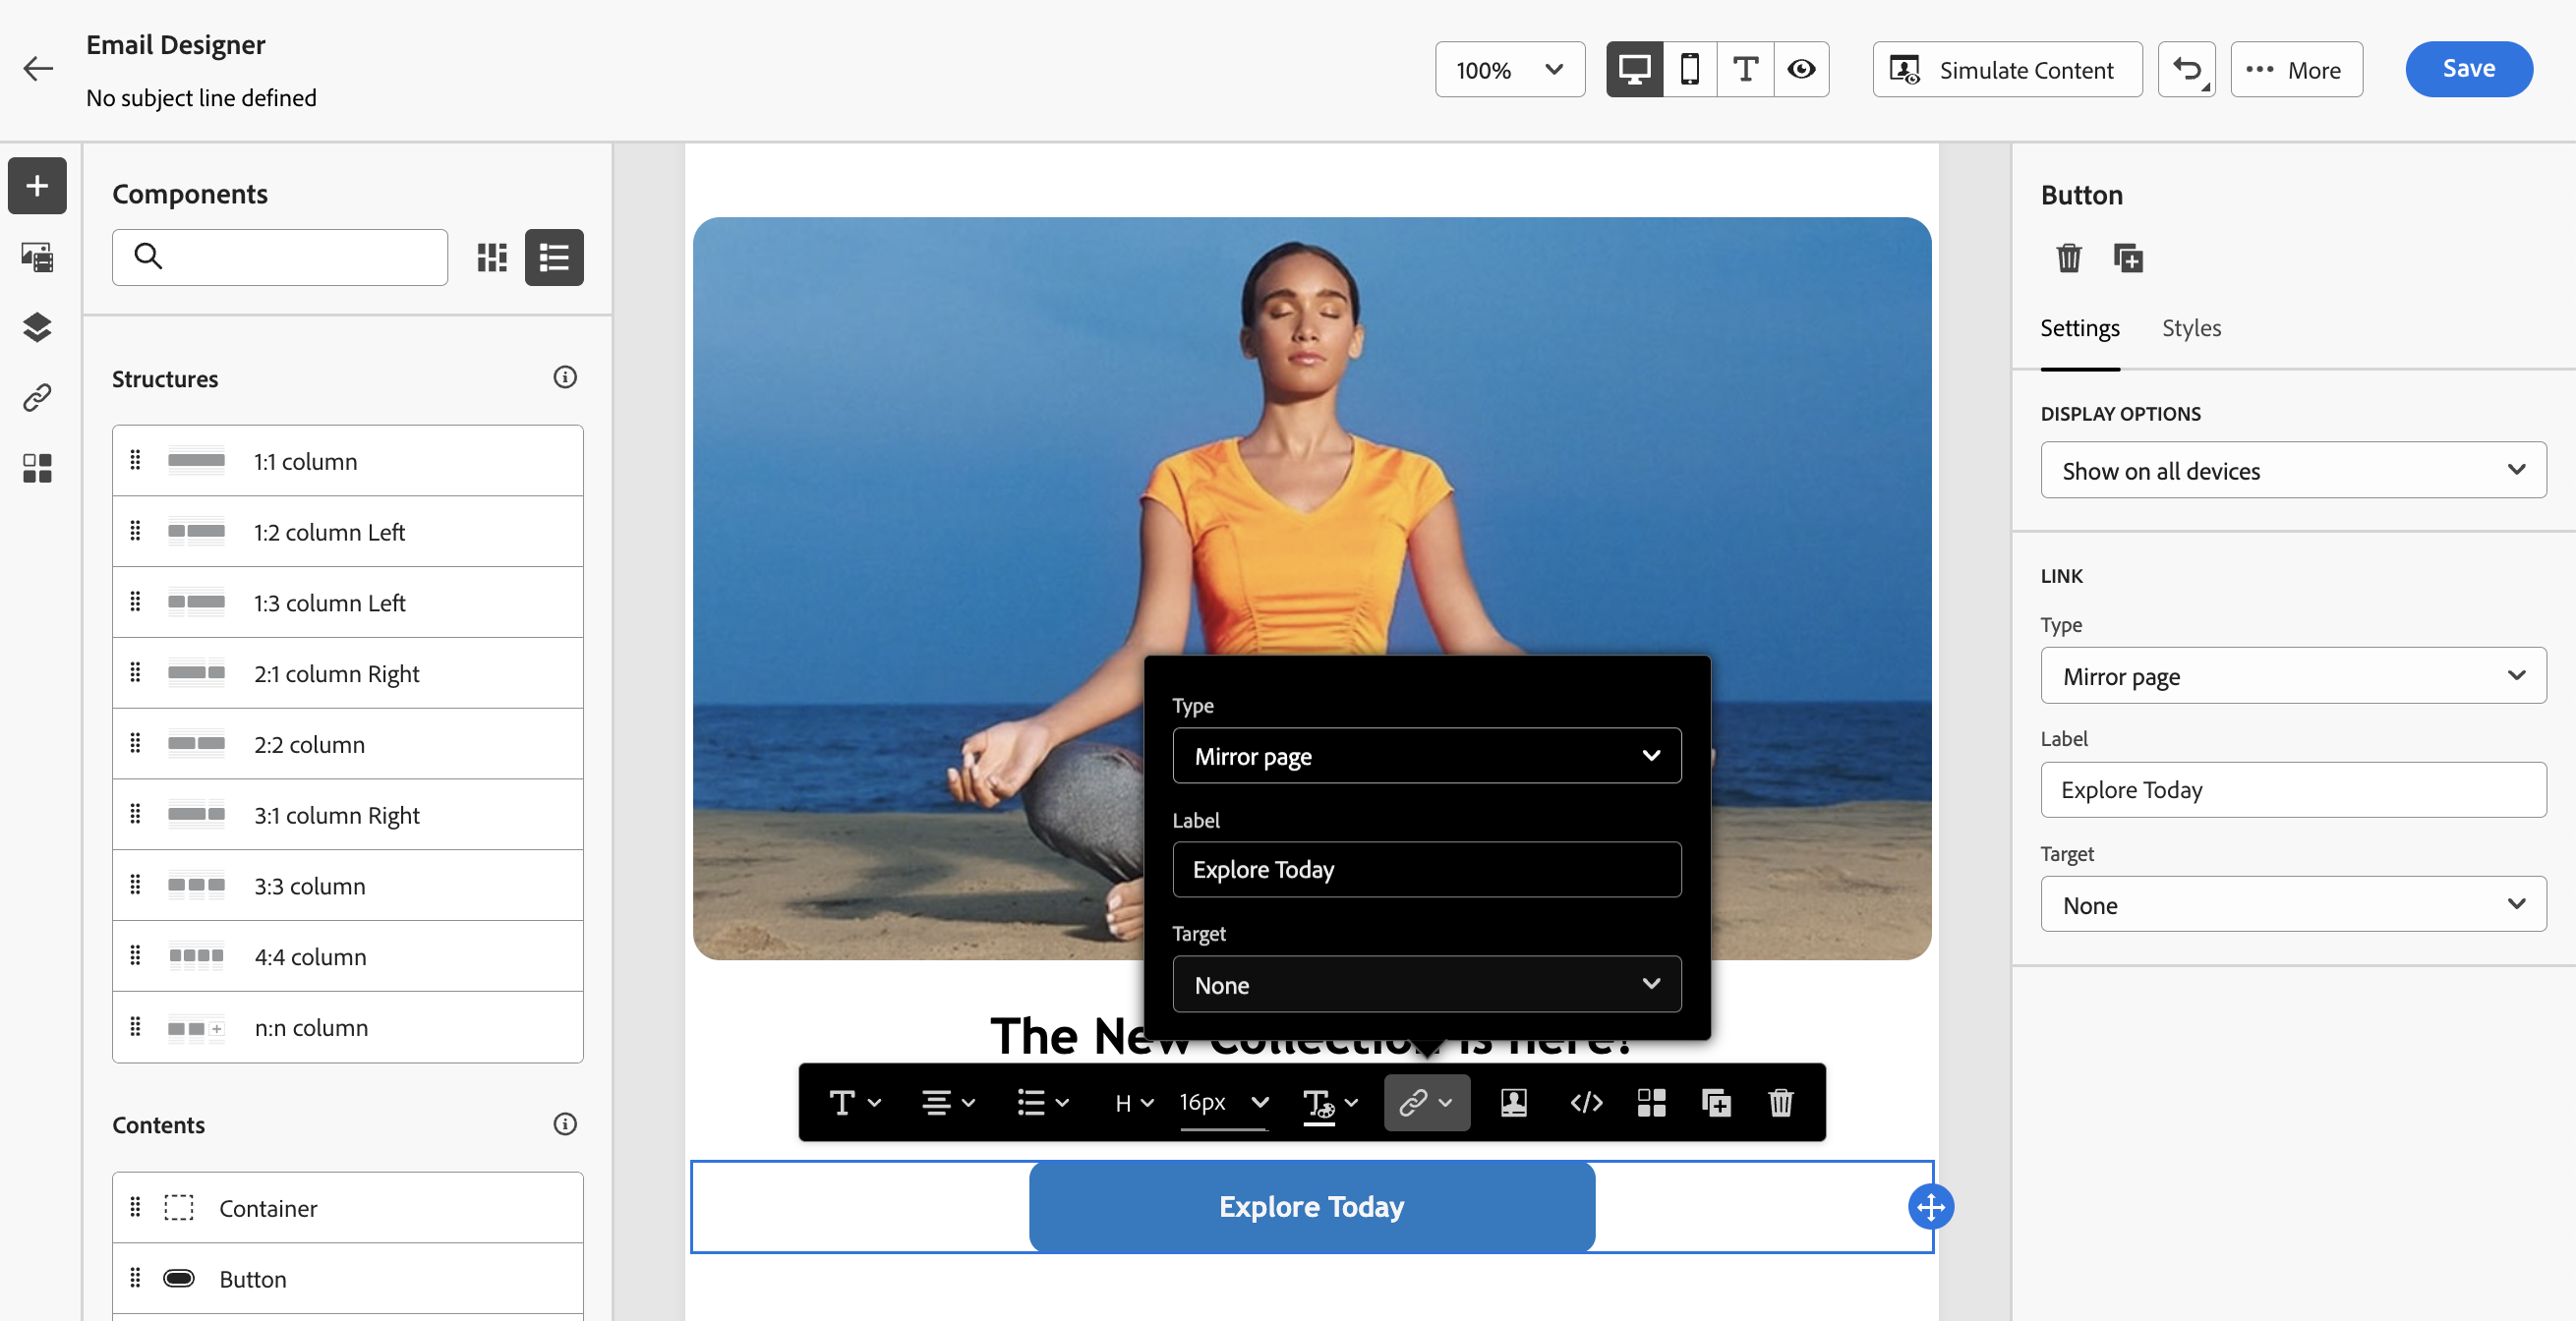 Email Designer
No subject line defined
100%
Simulate Content
More
Save
Components
Structures
1:1 column
1:2 column Left
1:3 column Left
2:1 column Right
2:2 column
3:1 column Right
3:3 column
4:4 column
n:n column
Contents
Container
Button
Type
Mirror page
Label
Explore Today
Target
None
The New Collection is here!
H
16px
Explore Today
Button
Settings
Styles
DISPLAY OPTIONS
Show on all devices
LINK
Type
Mirror page
Label
Explore Today
Target
None